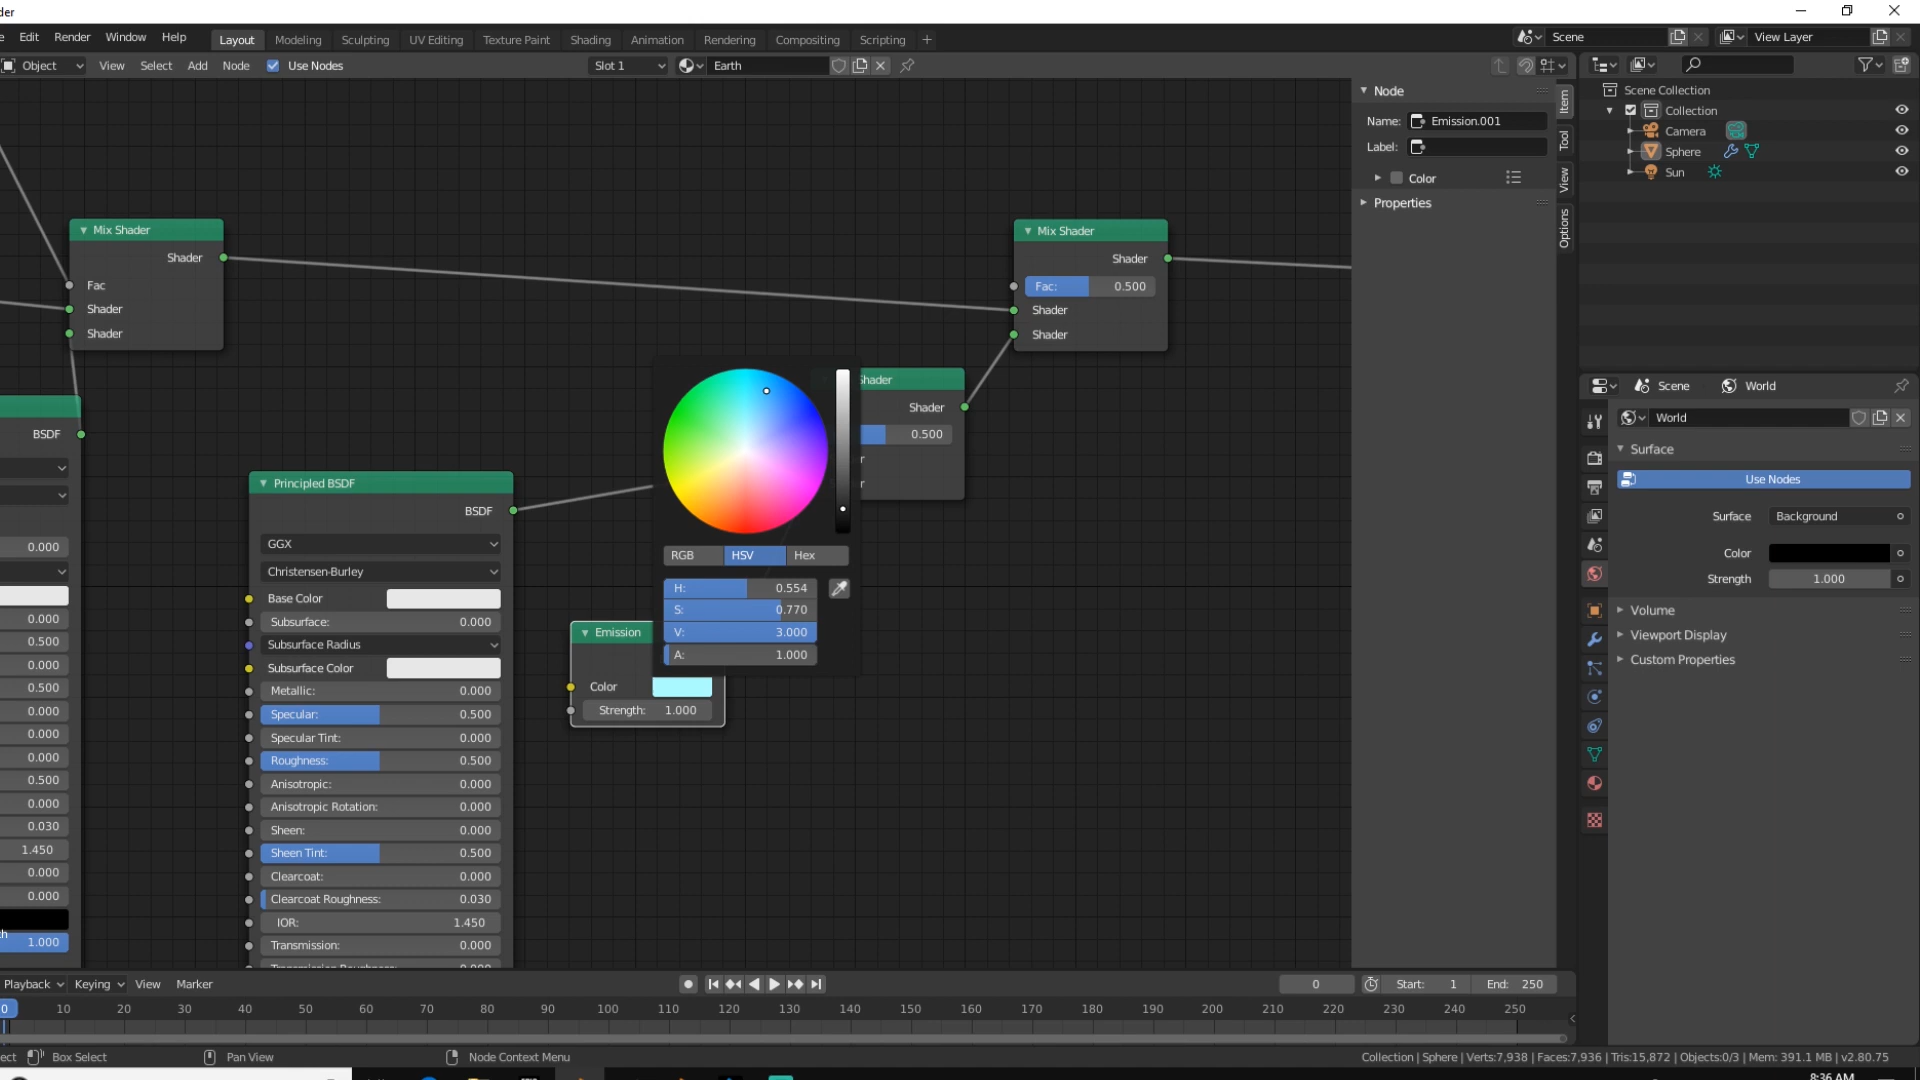 der
e Edit Render Window Help Layout Modeling Sculpting UV Editing Texture Paint Shading Animation Rendering Compositing Scripting + Scene View Layer
Object View Select Add Node Use Nodes Slot 1 Earth
Node
Name: Emission.001
Label:
Color
Properties
Item
Tool
View
Options
Scene Collection
Collection
Camera
Sphere
Sun
Mix Shader
Shader
Fac
Shader
Shader
Mix Shader
Shader
Fac: 0.500
Shader
Shader
Shader
Shader
0.500
r
r
BSDF
0.000
0.000
0.500
0.000
0.500
0.000
0.000
0.000
0.500
0.000
0.030
1.450
0.000
0.000
th
1.000
Principled BSDF
BSDF
GGX
Christensen-Burley
Base Color
Subsurface: 0.000
Subsurface Radius
Subsurface Color
Metallic: 0.000
Specular: 0.500
Specular Tint: 0.000
Roughness: 0.500
Anisotropic: 0.000
Anisotropic Rotation: 0.000
Sheen: 0.000
Sheen Tint: 0.500
Clearcoat: 0.000
Clearcoat Roughness: 0.030
IOR: 1.450
Transmission: 0.000
Transmission Roughness: 0.000
RGB HSV Hex
H: 0.554
S: 0.770
V: 3.000
A: 1.000
Emission
Color
Strength: 1.000
Scene World
World
Surface
Use Nodes
Surface Background
Color
Strength 1.000
Volume
Viewport Display
Custom Properties
Playback Keying View Marker 0 Start: 1 End: 250
0 10 20 30 40 50 60 70 80 90 100 110 120 130 140 150 160 170 180 190 200 210 220 230 240 250
ect Box Select Pan View Node Context Menu Collection | Sphere | Verts:7,938 | Faces:7,936 | Tris:15,872 | Objects:0/3 | Mem: 391.1 MB | v2.80.75
8:36 AM